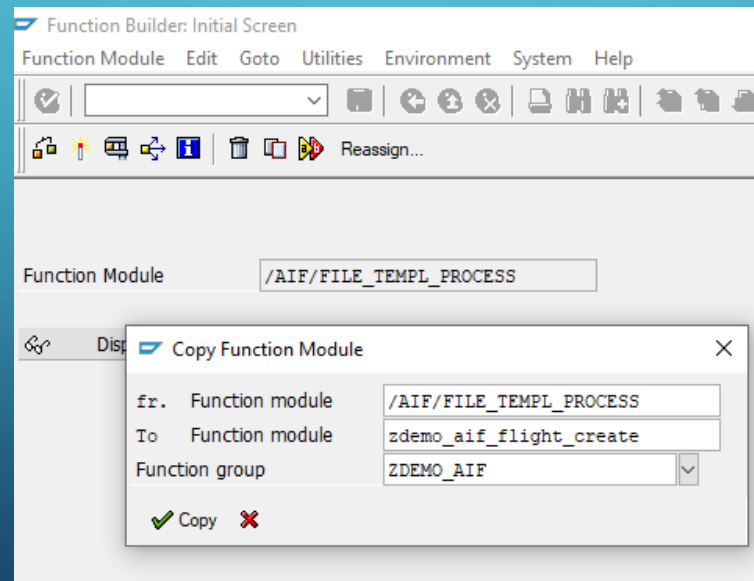 Function Builder: Initial Screen
Function Module Edit Goto Utilities Environment System Help
Reassign...
Function Module /AIF/FILE_TEMPL_PROCESS
Disp
Copy Function Module
fr. Function module /AIF/FILE_TEMPL_PROCESS
To Function module zdemo_aif_flight_create
Function group ZDEMO_AIF
Copy